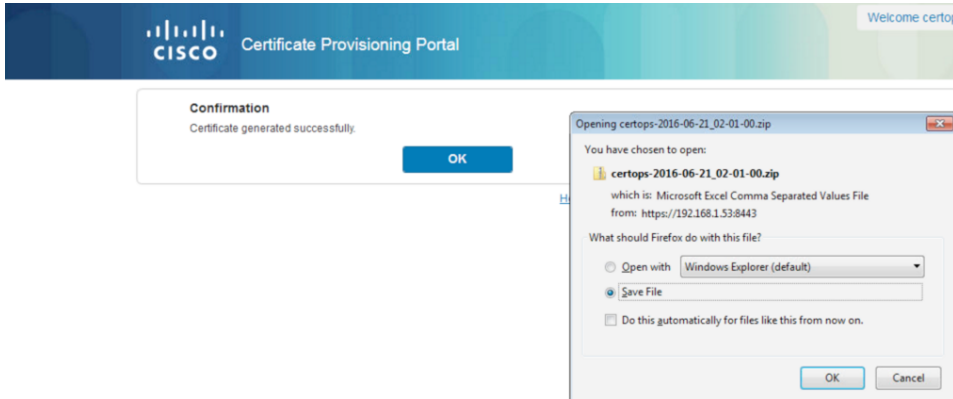 Welcome certop
CISCO
Certificate Provisioning Portal
Confirmation
Certificate generated successfully.
OK
Opening certops-2016-06-21_02-01-00.zip
You have chosen to open:
certops-2016-06-21_02-01-00.zip
which is: Microsoft Excel Comma Separated Values File
from: https://192.168.1.53:8443
What should Firefox do with this file?
Open with Windows Explorer (default)
Save File
Do this automatically for files like this from now on.
OK Cancel